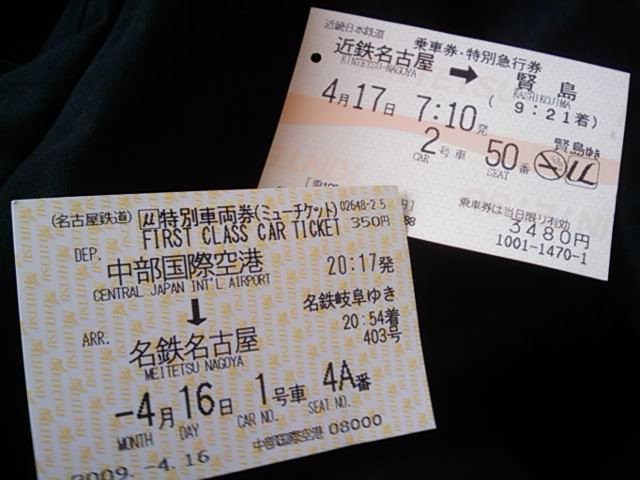 近畿日本鉄道 乗車券・特別急行券
近鉄名古屋 ➡ 賢島
KINTETSU-NAGOYA KASHIKOJIMA
4月17日 7:10発 (9:21着)
2号車 50番
CAR SEAT
乗車券は当日限り有効
3480円
1001-1470-1
(名古屋鉄道) μ特別車両券(ミューチケット) 02648-2.5
FIRST CLASS CAR TICKET 350円
DEP. 中部国際空港 20:17発
CENTRAL JAPAN INT'L AIRPORT
名鉄岐阜ゆき
ARR. 名鉄名古屋 20:54着
MEITETSU NAGOYA 403号
-4月16日 1号車 4A番
MONTH DAY CAR NO. SEAT NO.
中部国際空港 08000
2009.-4.16